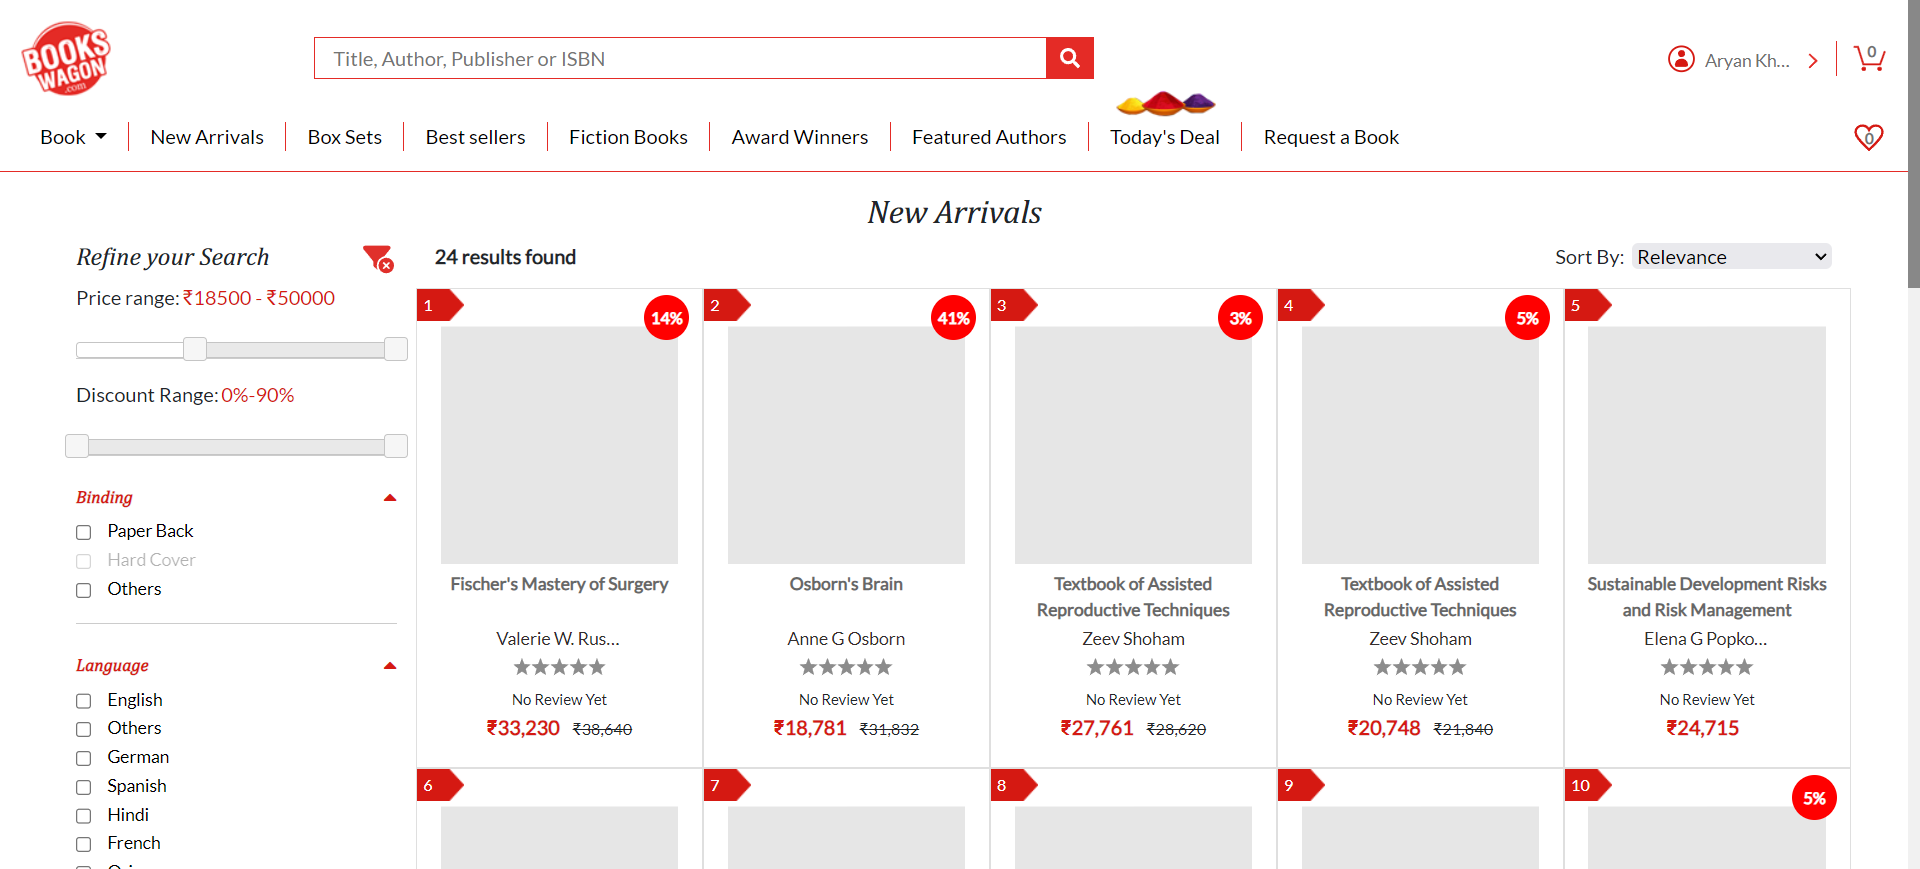 BOOKS
WAGON
.com
Title, Author, Publisher or ISBN
Aryan Kh...
0
Book
New Arrivals
Box Sets
Best sellers
Fiction Books
Award Winners
Featured Authors
Today's Deal
Request a Book
0
New Arrivals
Refine your Search
24 results found
Sort By: Relevance
Price range: ₹18500 - ₹50000
Discount Range: 0%-90%
Binding
Paper Back
Hard Cover
Others
Language
English
Others
German
Spanish
Hindi
French
1
14%
Fischer's Mastery of Surgery
Valerie W. Rus...
No Review Yet
₹33,230 ₹38,640
2
41%
Osborn's Brain
Anne G Osborn
No Review Yet
₹18,781 ₹31,832
3
3%
Textbook of Assisted
Reproductive Techniques
Zeev Shoham
No Review Yet
₹27,761 ₹28,620
4
5%
Textbook of Assisted
Reproductive Techniques
Zeev Shoham
No Review Yet
₹20,748 ₹21,840
5
Sustainable Development Risks
and Risk Management
Elena G Popko...
No Review Yet
₹24,715
6
7
8
9
10
5%